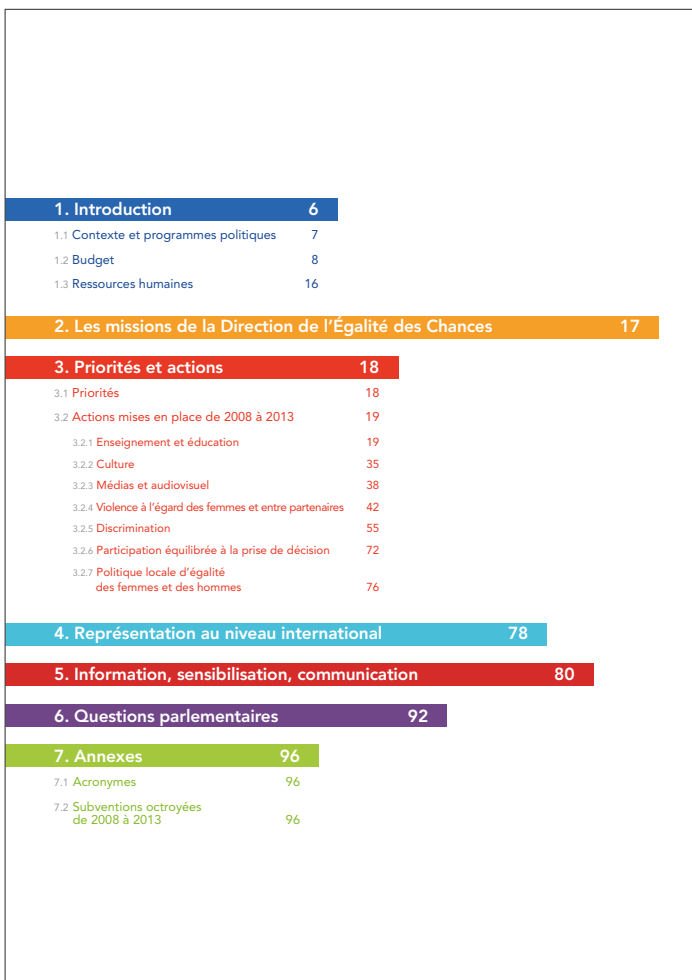 1. Introduction 6
1.1 Contexte et programmes politiques 7
1.2 Budget 8
1.3 Ressources humaines 16
2. Les missions de la Direction de l'Égalité des Chances 17
3. Priorités et actions 18
3.1 Priorités 18
3.2 Actions mises en place de 2008 à 2013 19
3.2.1 Enseignement et éducation 19
3.2.2 Culture 35
3.2.3 Médias et audiovisuel 38
3.2.4 Violence à l'égard des femmes et entre partenaires 42
3.2.5 Discrimination 55
3.2.6 Participation équilibrée à la prise de décision 72
3.2.7 Politique locale d'égalité
des femmes et des hommes 76
4. Représentation au niveau international 78
5. Information, sensibilisation, communication 80
6. Questions parlementaires 92
7. Annexes 96
7.1 Acronymes 96
7.2 Subventions octroyées
de 2008 à 2013 96